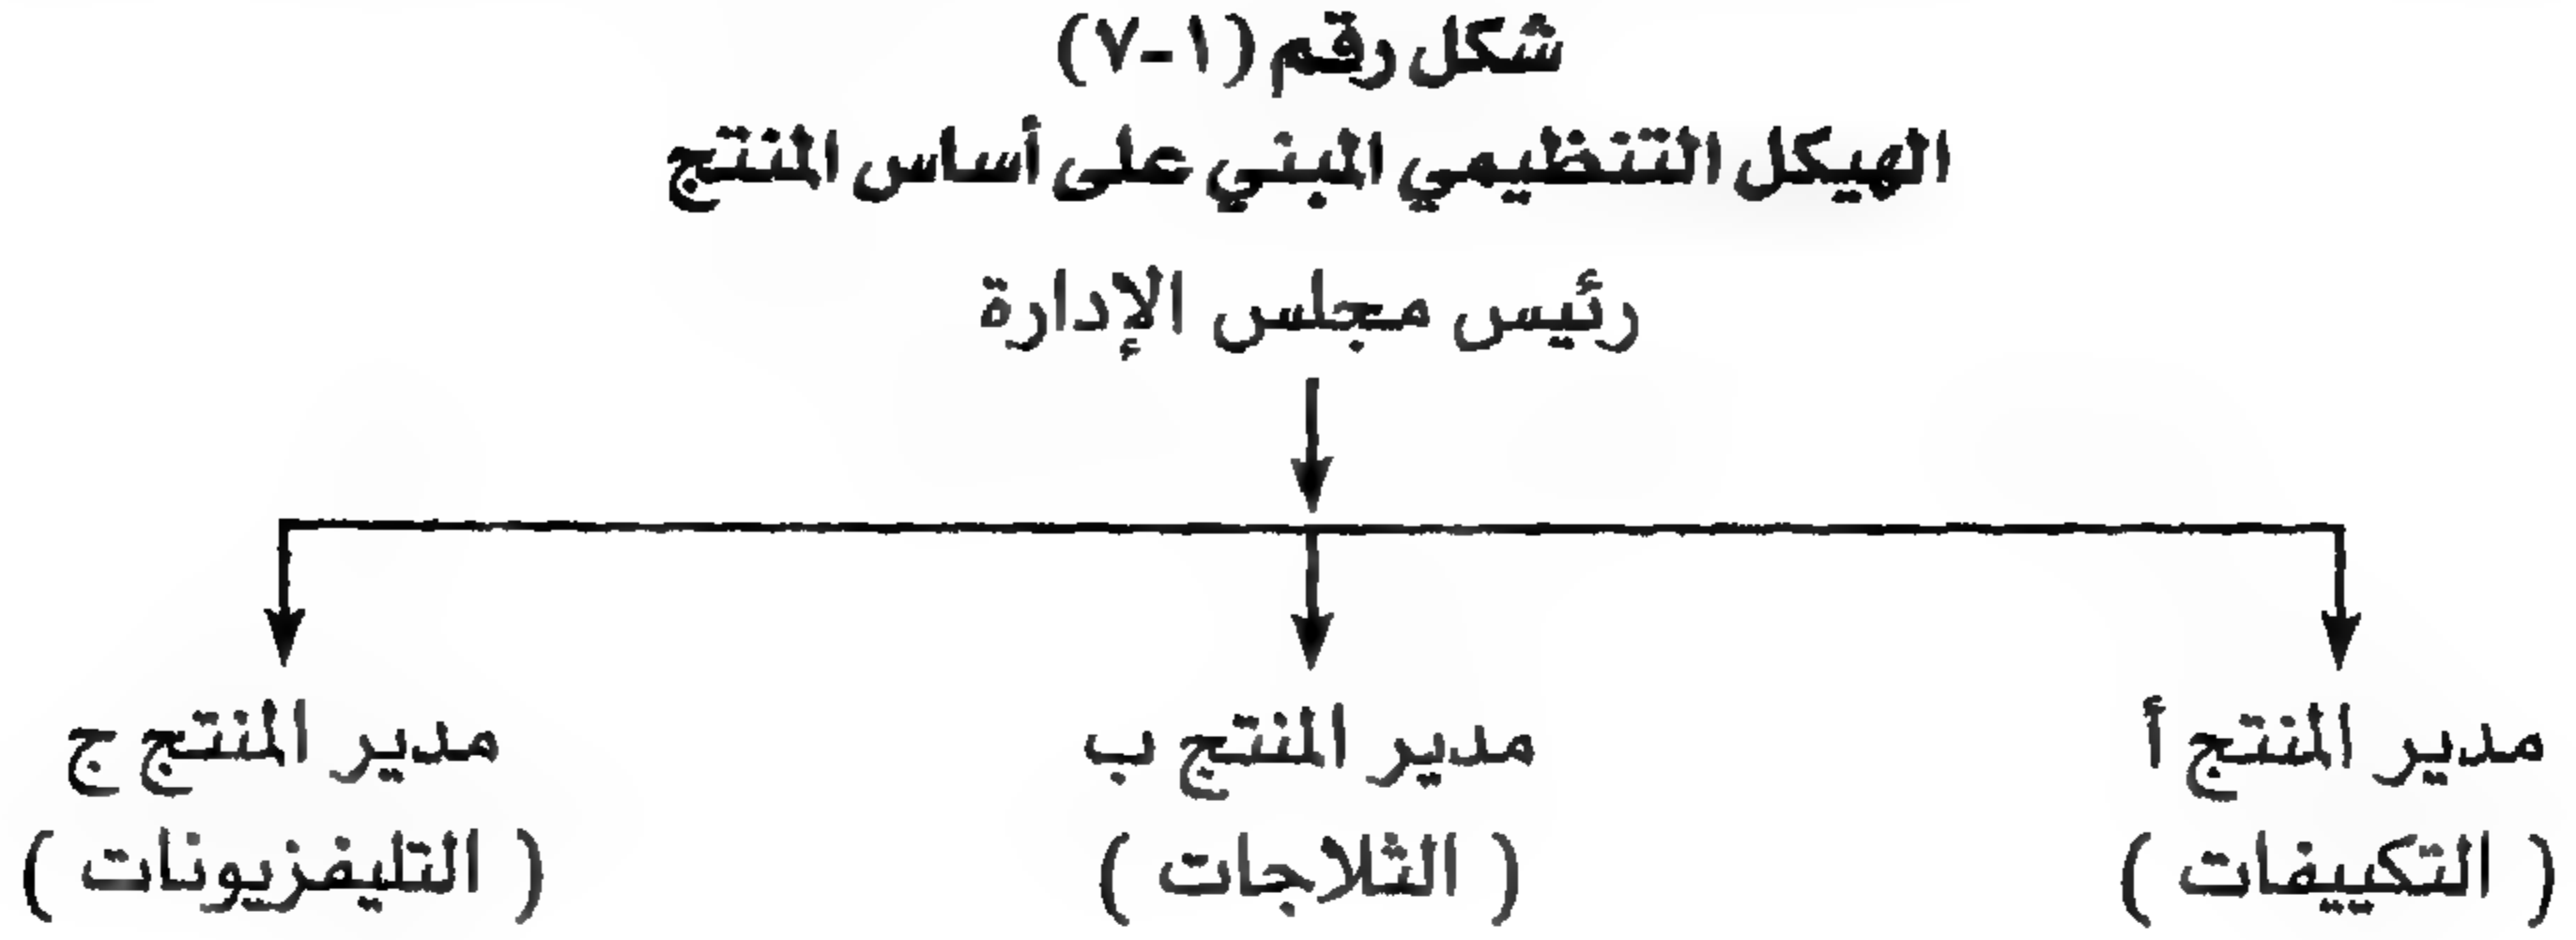 شكل رقم (١-٧)
الهيكل التنظيمي المبني على أساس المنتج
رئيس مجلس الإدارة
مدير المنتج أ
( التكييفات )
مدير المنتج ب
( الثلاجات )
مدير المنتج ج
( التليفزيونات )